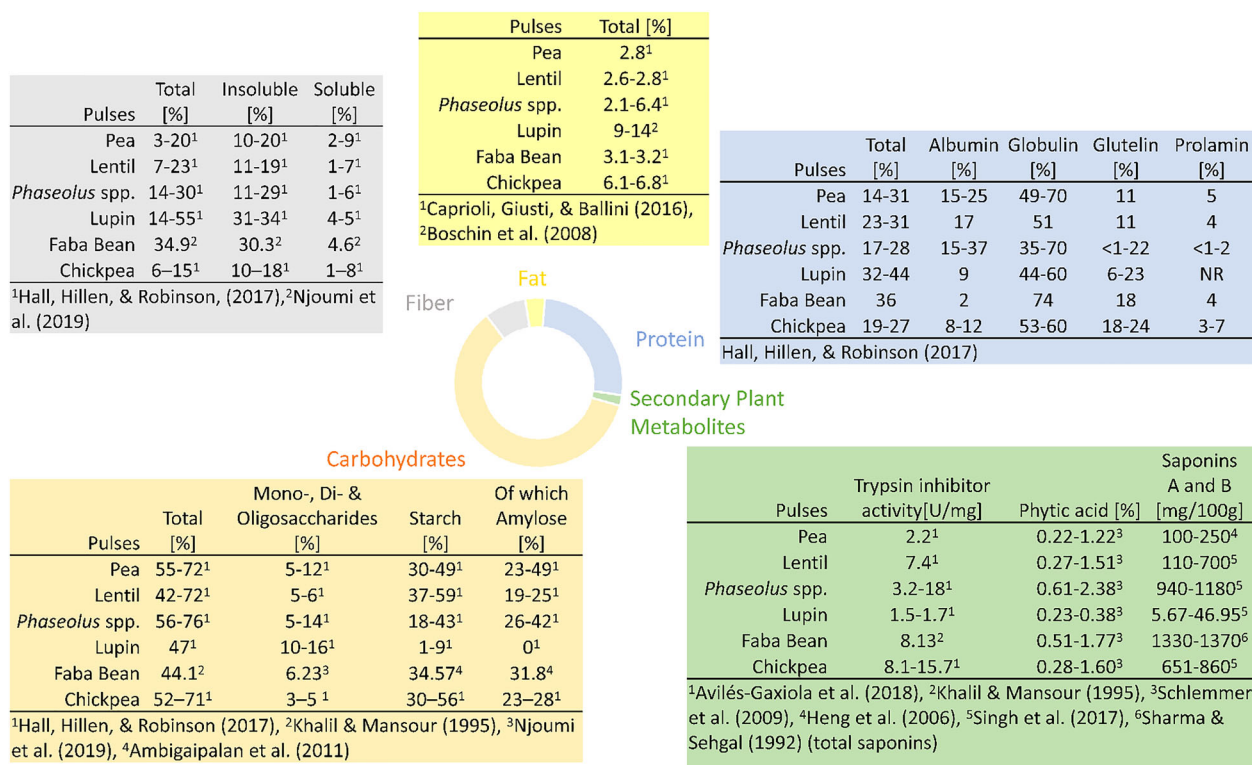 Pulses Total [%]
Pea 2.8¹
Lentil 2.6-2.8¹
Phaseolus spp. 2.1-6.4¹
Lupin 9-14²
Faba Bean 3.1-3.2¹
Chickpea 6.1-6.8¹
¹Caprioli, Giusti, & Ballini (2016),
²Boschin et al. (2008)
Total Insoluble Soluble
Pulses [%] [%] [%]
Pea 3-20¹ 10-20¹ 2-9¹
Lentil 7-23¹ 11-19¹ 1-7¹
Phaseolus spp. 14-30¹ 11-29¹ 1-6¹
Lupin 14-55¹ 31-34¹ 4-5¹
Faba Bean 34.9² 30.3² 4.6²
Chickpea 6–15¹ 10–18¹ 1–8¹
¹Hall, Hillen, & Robinson, (2017),²Njoumi et
al. (2019)
Total Albumin Globulin Glutelin Prolamin
Pulses [%] [%] [%] [%] [%]
Pea 14-31 15-25 49-70 11 5
Lentil 23-31 17 51 11 4
Phaseolus spp. 17-28 15-37 35-70 <1-22 <1-2
Lupin 32-44 9 44-60 6-23 NR
Faba Bean 36 2 74 18 4
Chickpea 19-27 8-12 53-60 18-24 3-7
Hall, Hillen, & Robinson (2017)
Fat
Fiber
Protein
Secondary Plant
Metabolites
Carbohydrates
Mono-, Di- & Of which
Total Oligosaccharides Starch Amylose
Pulses [%] [%] [%] [%]
Pea 55-72¹ 5-12¹ 30-49¹ 23-49¹
Lentil 42-72¹ 5-6¹ 37-59¹ 19-25¹
Phaseolus spp. 56-76¹ 5-14¹ 18-43¹ 26-42¹
Lupin 47¹ 10-16¹ 1-9¹ 0¹
Faba Bean 44.1² 6.23³ 34.57⁴ 31.8⁴
Chickpea 52–71¹ 3–5 ¹ 30–56¹ 23–28¹
¹Hall, Hillen, & Robinson (2017), ²Khalil & Mansour (1995), ³Njoumi
et al. (2019), ⁴Ambigaipalan et al. (2011)
Saponins
Trypsin inhibitor A and B
Pulses activity[U/mg] Phytic acid [%] [mg/100g]
Pea 2.2¹ 0.22-1.22³ 100-250⁴
Lentil 7.4¹ 0.27-1.51³ 110-700⁵
Phaseolus spp. 3.2-18¹ 0.61-2.38³ 940-1180⁵
Lupin 1.5-1.7¹ 0.23-0.38³ 5.67-46.95⁵
Faba Bean 8.13² 0.51-1.77³ 1330-1370⁶
Chickpea 8.1-15.7¹ 0.28-1.60³ 651-860⁵
¹Avilés-Gaxiola et al. (2018), ²Khalil & Mansour (1995), ³Schlemmer
et al. (2009), ⁴Heng et al. (2006), ⁵Singh et al. (2017), ⁶Sharma &
Sehgal (1992) (total saponins)